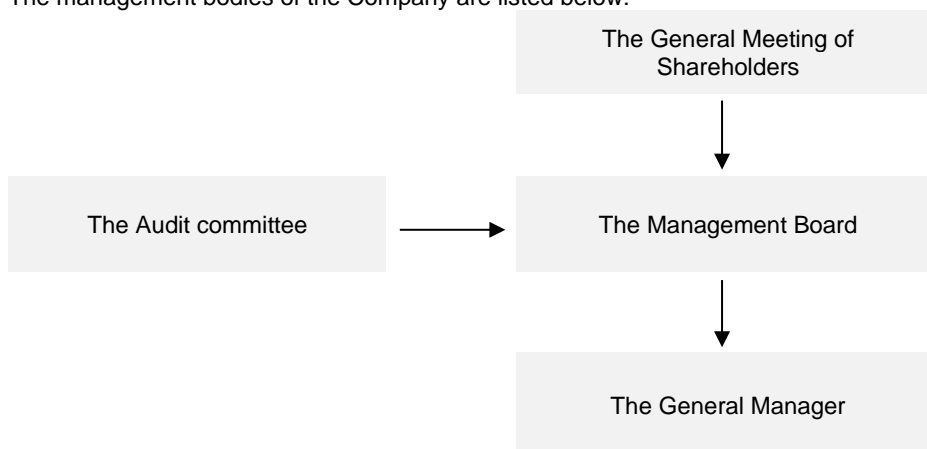 The management bodies of the Company are listed below:
The General Meeting of
Shareholders
The Audit committee
The Management Board
The General Manager